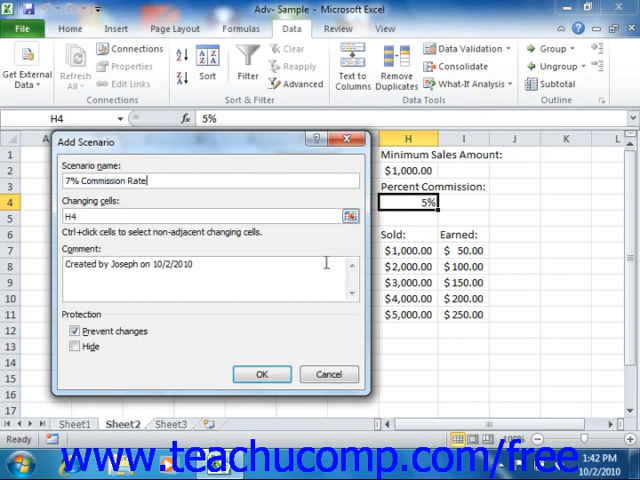 Adv- Sample - Microsoft Excel
File Home Insert Page Layout Formulas Data Review View
Get External Data
Refresh All
Connections
Properties
Edit Links
Connections
Sort
Filter
Clear
Reapply
Advanced
Sort & Filter
Text to Columns
Remove Duplicates
Data Validation
Consolidate
What-If Analysis
Data Tools
Group
Ungroup
Subtotal
Outline
H4 fx 5%
A H I J K L
1 Minimum Sales Amount:
2 $1,000.00
3 Percent Commission:
4 5%
5
6 Sold: Earned:
7 $1,000.00 $ 50.00
8 $2,000.00 $ 100.00
9 $3,000.00 $ 150.00
10 $4,000.00 $ 200.00
11 $5,000.00 $ 250.00
12
13
14
15
16
17
Add Scenario
Scenario name:
7% Commission Rate
Changing cells:
H4
Ctrl+click cells to select non-adjacent changing cells.
Comment:
Created by Joseph on 10/2/2010
Protection
Prevent changes
Hide
OK Cancel
Sheet1 Sheet2 Sheet3
Ready 100%
www.teachucomp.com/free
1:42 PM
10/2/2010